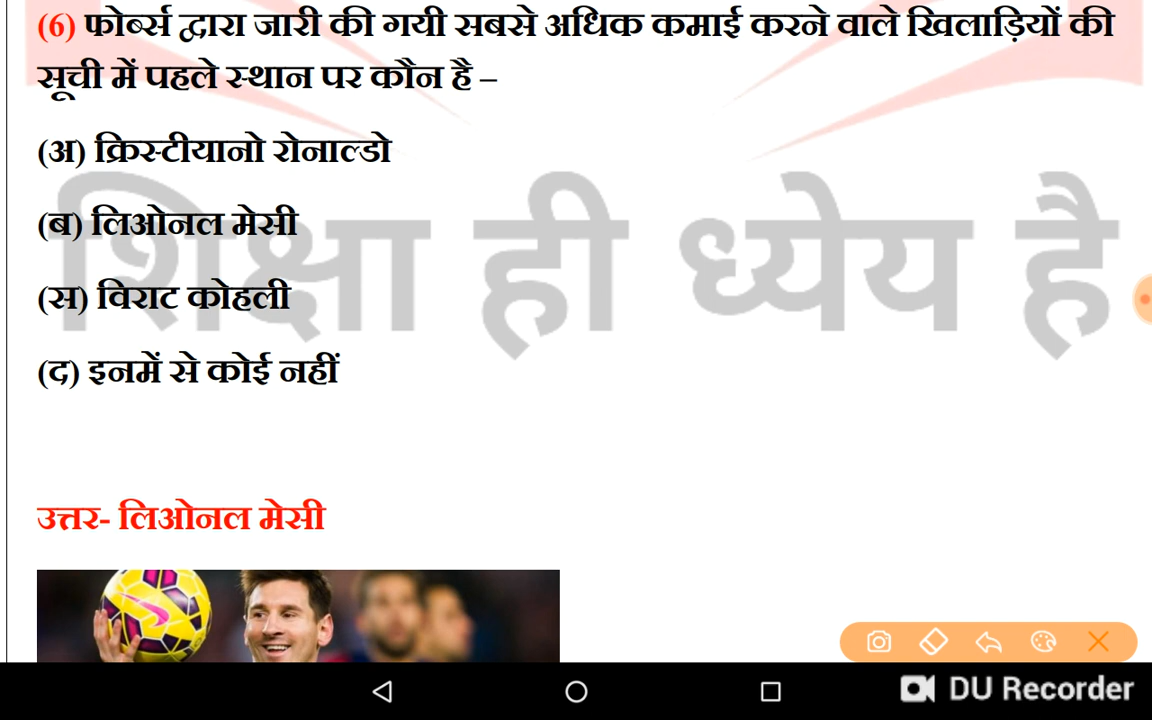 (6) फोर्ब्स द्वारा जारी की गयी सबसे अधिक कमाई करने वाले खिलाड़ियों की
सूची में पहले स्थान पर कौन है –
(अ) क्रिस्टीयानो रोनाल्डो
(ब) लिओनल मेसी
शिक्षा ही ध्येय है
(स) विराट कोहली
(द) इनमें से कोई नहीं
उत्तर- लिओनल मेसी
DU Recorder